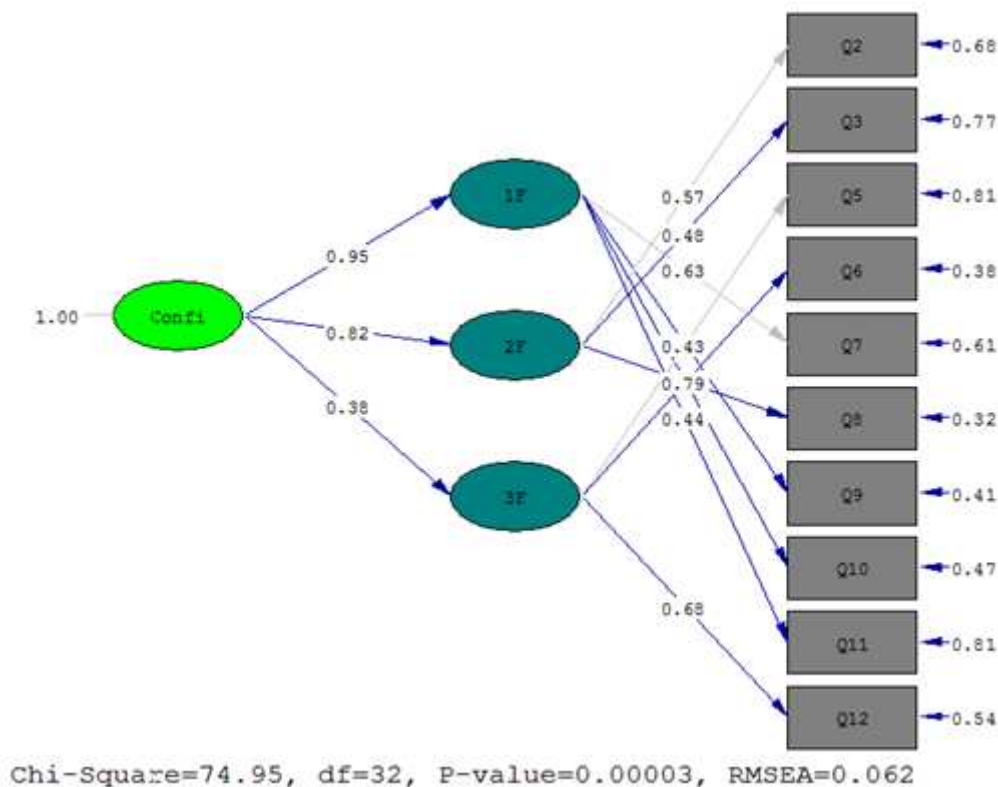 Q2
0.68
Q3
0.77
1F
Q5
0.81
0.57
0.48
0.95
Q6
0.38
0.63
1.00
Confi
0.82
2F
0.43
Q7
0.61
0.79
0.38
0.44
Q8
0.32
3F
Q9
0.41
Q10
0.47
0.68
Q11
0.81
Q12
0.54
Chi-Square=74.95, df=32, P-value=0.00003, RMSEA=0.062